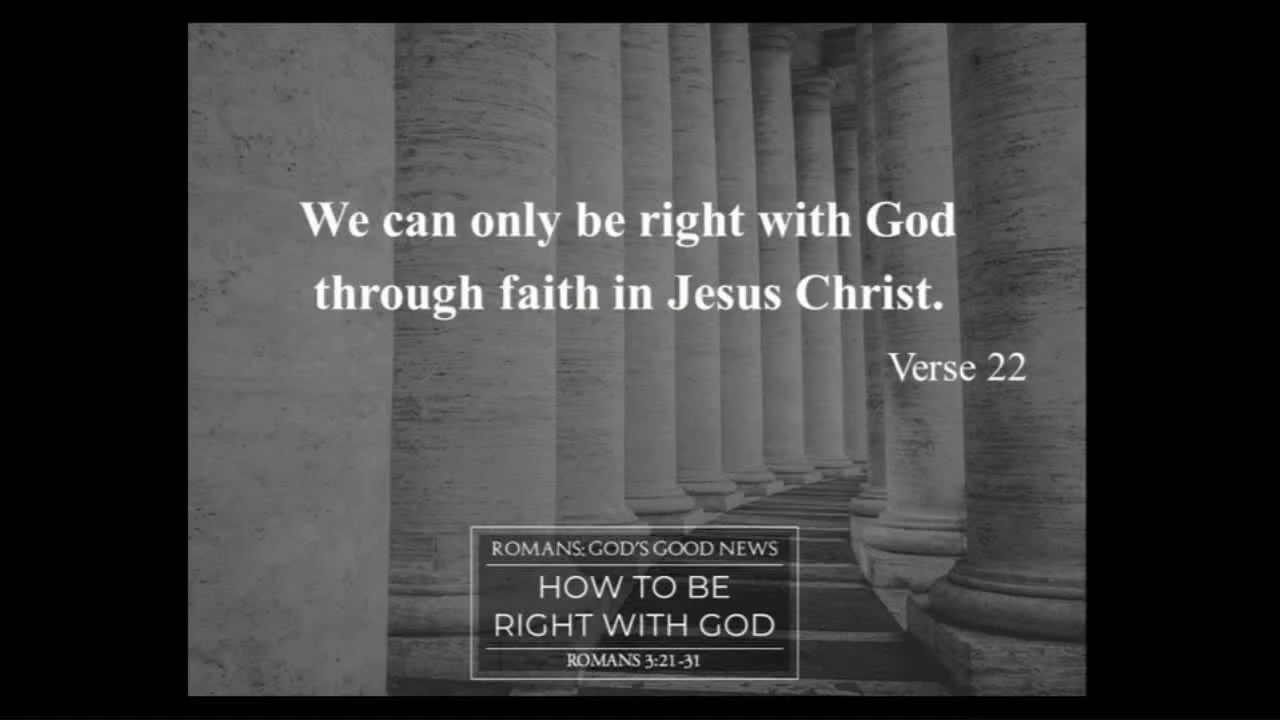 We can only be right with God
through faith in Jesus Christ.
Verse 22
ROMANS: GOD'S GOOD NEWS
HOW TO BE
RIGHT WITH GOD
ROMANS 3:21-31